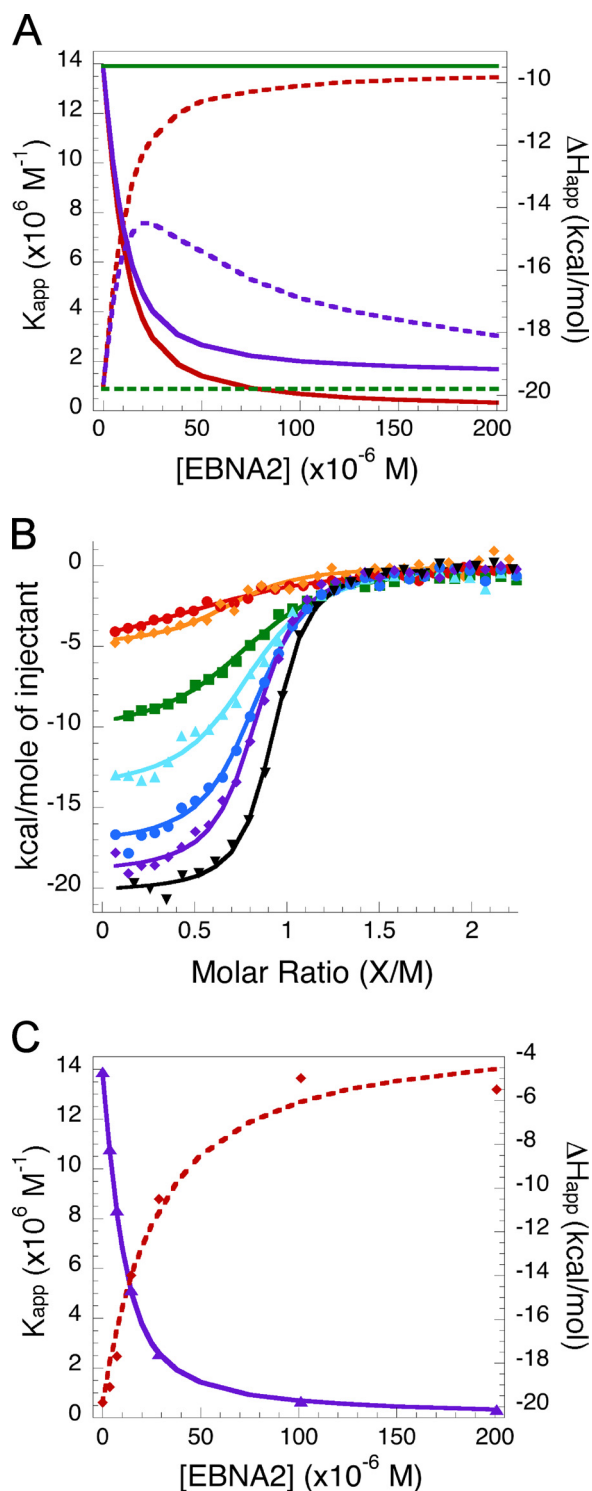 A
14
12
10
8
6
4
2
0
Kapp (x10⁶ M⁻¹)
-10
-12
-14
-16
-18
-20
ΔHapp (kcal/mol)
0 50 100 150 200
[EBNA2] (x10⁻⁶ M)
B
0
-5
-10
-15
-20
kcal/mole of injectant
0 0.5 1 1.5 2
Molar Ratio (X/M)
C
14
12
10
8
6
4
2
0
Kapp (x10⁶ M⁻¹)
-4
-6
-8
-10
-12
-14
-16
-18
-20
ΔHapp (kcal/mol)
0 50 100 150 200
[EBNA2] (x10⁻⁶ M)